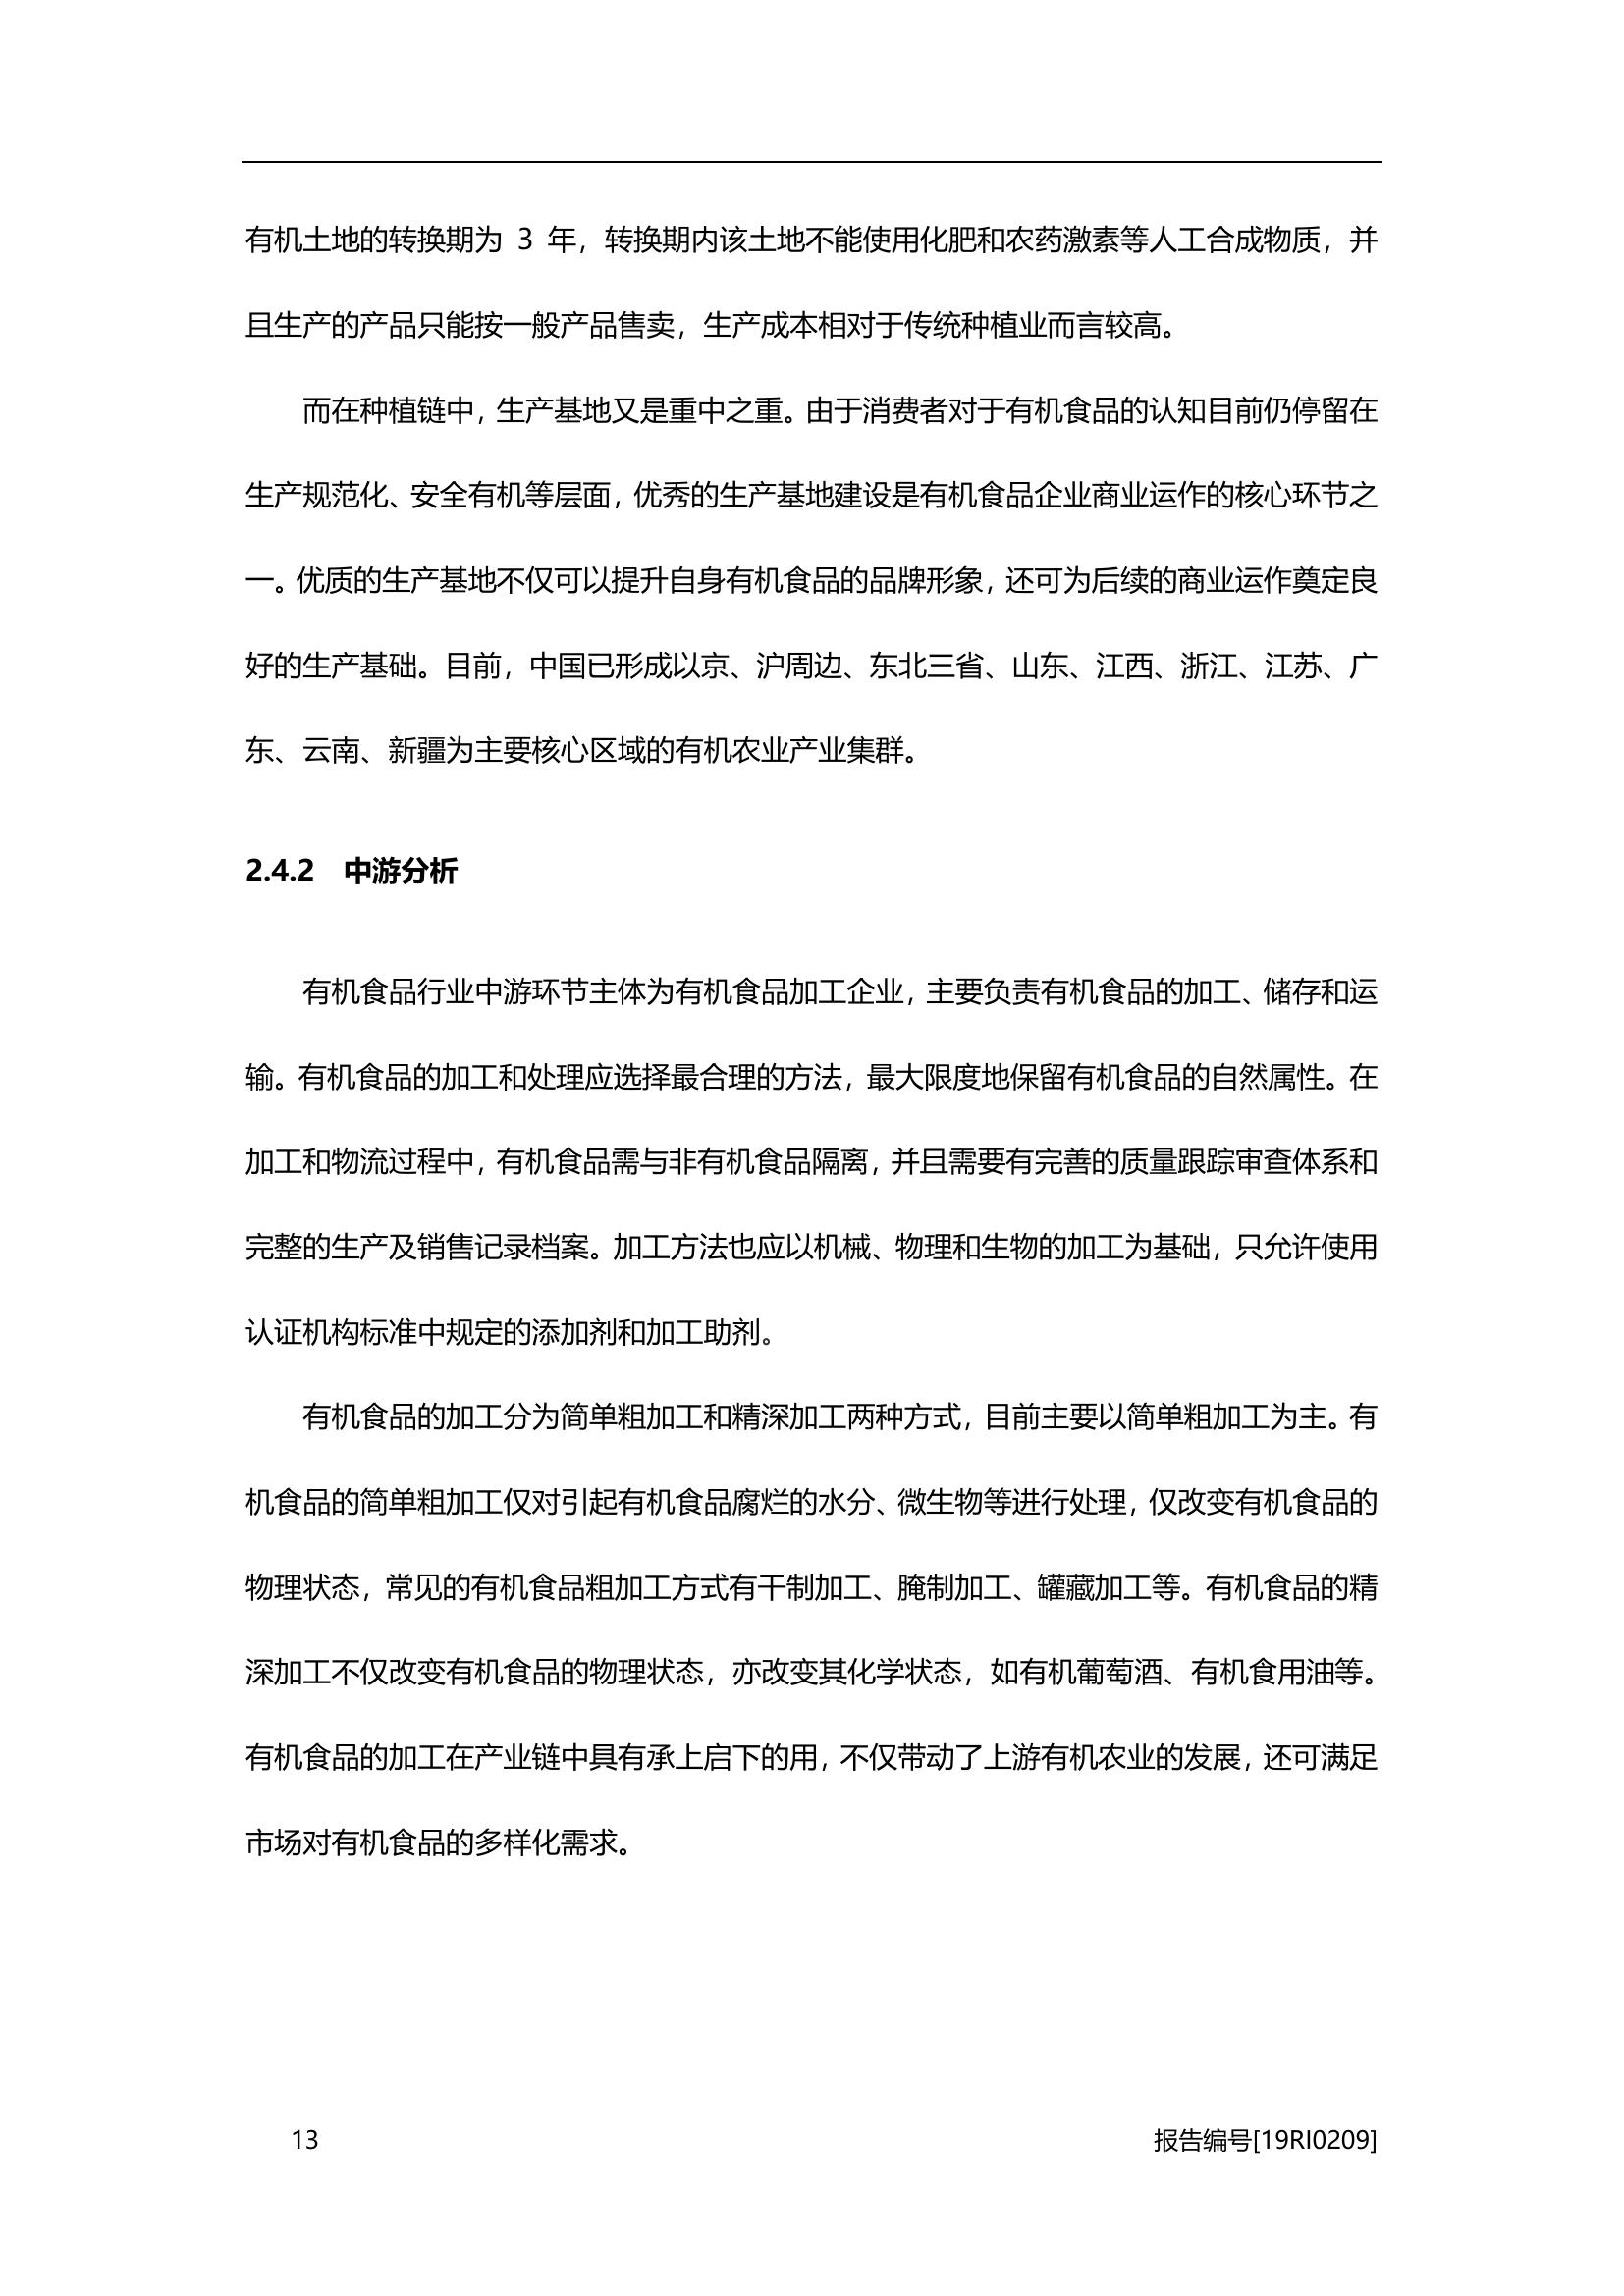 有机土地的转换期为 3 年，转换期内该土地不能使用化肥和农药激素等人工合成物质，并
且生产的产品只能按一般产品售卖，生产成本相对于传统种植业而言较高。
而在种植链中，生产基地又是重中之重。由于消费者对于有机食品的认知目前仍停留在
生产规范化、安全有机等层面，优秀的生产基地建设是有机食品企业商业运作的核心环节之
一。优质的生产基地不仅可以提升自身有机食品的品牌形象，还可为后续的商业运作奠定良
好的生产基础。目前，中国已形成以京、沪周边、东北三省、山东、江西、浙江、江苏、广
东、云南、新疆为主要核心区域的有机农业产业集群。
2.4.2 中游分析
有机食品行业中游环节主体为有机食品加工企业，主要负责有机食品的加工、储存和运
输。有机食品的加工和处理应选择最合理的方法，最大限度地保留有机食品的自然属性。在
加工和物流过程中，有机食品需与非有机食品隔离，并且需要有完善的质量跟踪审查体系和
完整的生产及销售记录档案。加工方法也应以机械、物理和生物的加工为基础，只允许使用
认证机构标准中规定的添加剂和加工助剂。
有机食品的加工分为简单粗加工和精深加工两种方式，目前主要以简单粗加工为主。有
机食品的简单粗加工仅对引起有机食品腐烂的水分、微生物等进行处理，仅改变有机食品的
物理状态，常见的有机食品粗加工方式有干制加工、腌制加工、罐藏加工等。有机食品的精
深加工不仅改变有机食品的物理状态，亦改变其化学状态，如有机葡萄酒、有机食用油等。
有机食品的加工在产业链中具有承上启下的用，不仅带动了上游有机农业的发展，还可满足
市场对有机食品的多样化需求。
13 报告编号[19RI0209]